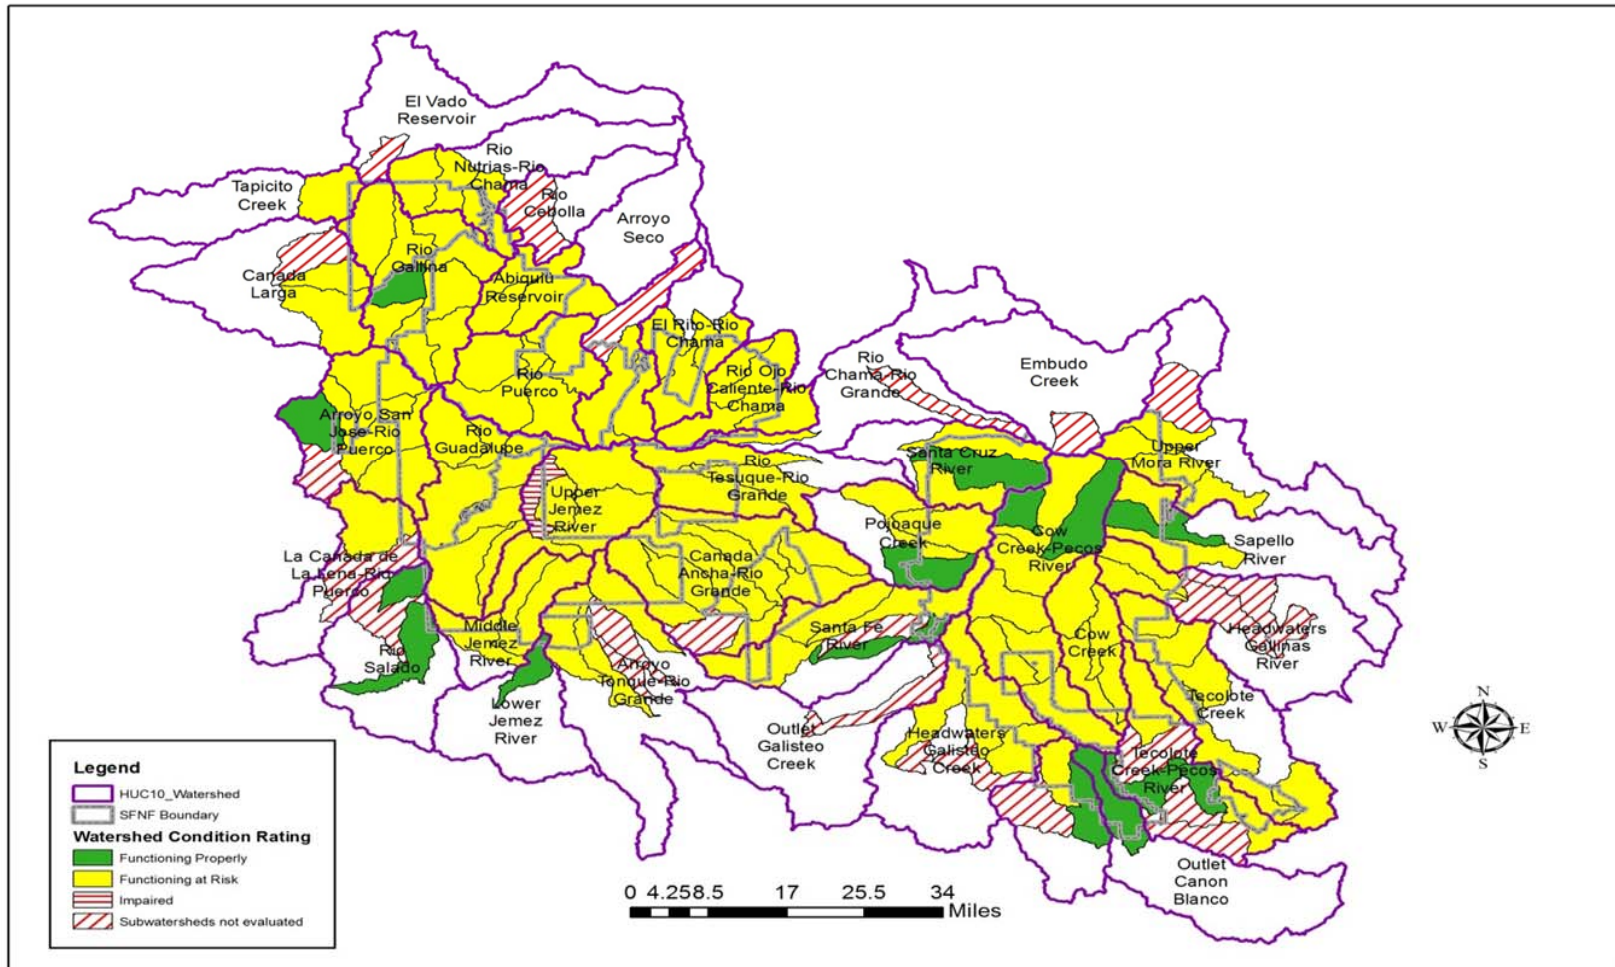 El Vado
Reservoir
Rio
Nutrias-Rio
Chama
Tapicito
Creek
Rio
Cebolla
Arroyo
Seco
Rio
Gallina
Canada
Larga
Abiquiu
Reservoir
El Rito-Rio
Chama
Rio
Chama-Rio
Grande
Embudo
Creek
Rio
Puerco
Rio Ojo
Caliente-Rio
Chama
Arroyo San
Jose-Rio
Puerco
Rio
Guadalupe
Santa Cruz
River
Upper
Mora River
Rio
Tesuque-Rio
Grande
Upper
Jemez
River
Pojoaque
Creek
Cow
Creek-Pecos
River
Sapello
River
La Canada de
La Lena-Rio
Puerco
Canada
Ancha-Rio
Grande
Middle
Jemez
River
Santa Fe
River
Cow
Creek
Headwaters
Gallinas
River
Rio
Salado
Arroyo
Tonque-Rio
Grande
Lower
Jemez
River
Tecolote
Creek
Outlet
Galisteo
Creek
Headwaters
Galisteo
Creek
Tecolote
Creek-Pecos
River
Outlet
Canon
Blanco
N
W E
S
Legend
HUC10_Watershed
SFNF Boundary
Watershed Condition Rating
Functioning Properly
Functioning at Risk
Impaired
Subwatersheds not evaluated
0 4.25 8.5 17 25.5 34
Miles